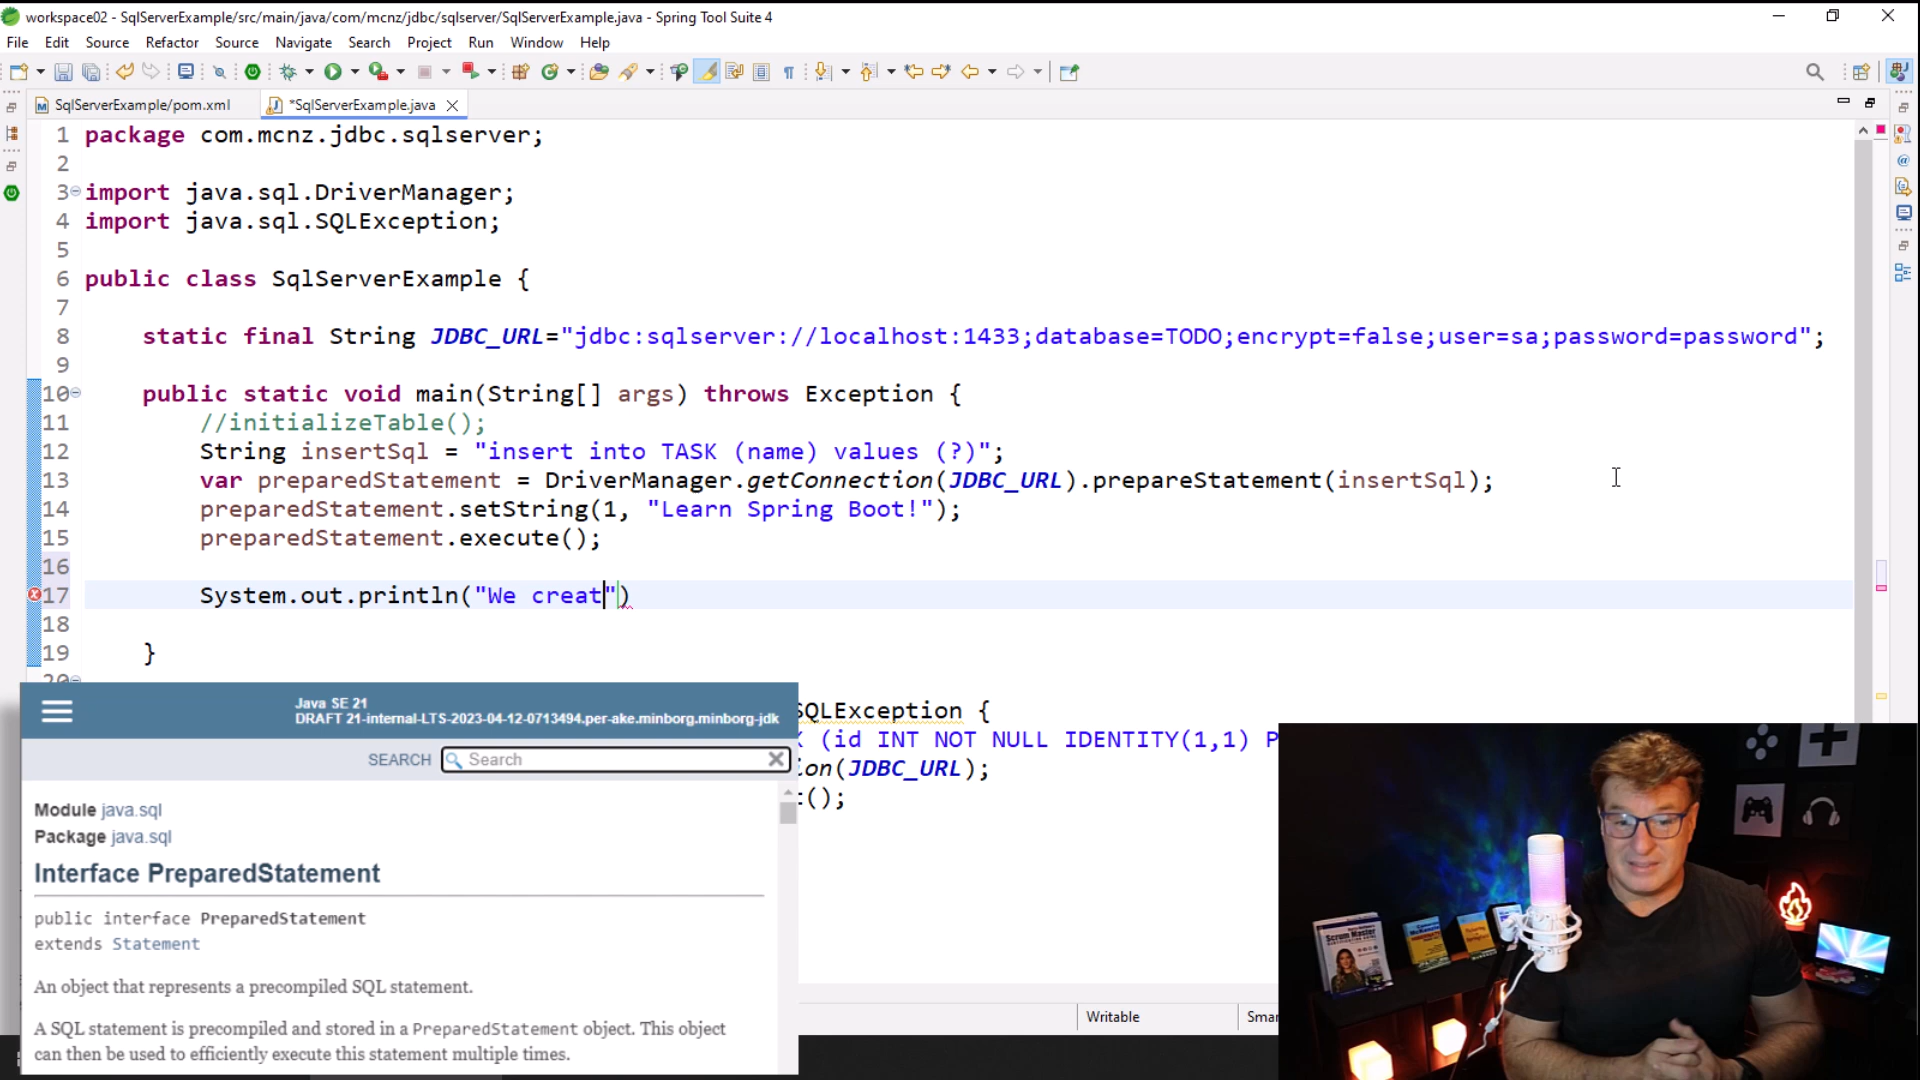 workspace02 - SqlServerExample/src/main/java/com/mcnz/jdbc/sqlserver/SqlServerExample.java - Spring Tool Suite 4
File Edit Source Refactor Source Navigate Search Project Run Window Help
SqlServerExample/pom.xml *SqlServerExample.java
1 package com.mcnz.jdbc.sqlserver;
2
3 import java.sql.DriverManager;
4 import java.sql.SQLException;
5
6 public class SqlServerExample {
7
8 static final String JDBC_URL="jdbc:sqlserver://localhost:1433;database=TODO;encrypt=false;user=sa;password=password";
9
10 public static void main(String[] args) throws Exception {
11 //initializeTable();
12 String insertSql = "insert into TASK (name) values (?)";
13 var preparedStatement = DriverManager.getConnection(JDBC_URL).prepareStatement(insertSql);
14 preparedStatement.setString(1, "Learn Spring Boot!");
15 preparedStatement.execute();
16
17 System.out.println("We creat")
18
19 }
20
SQLException {
(id INT NOT NULL IDENTITY(1,1) P
on(JDBC_URL);
();
Java SE 21
DRAFT 21-internal-LTS-2023-04-12-0713494.per-ake.minborg.minborg-jdk
SEARCH Search
Module java.sql
Package java.sql
Interface PreparedStatement
public interface PreparedStatement
extends Statement
An object that represents a precompiled SQL statement.
A SQL statement is precompiled and stored in a PreparedStatement object. This object
can then be used to efficiently execute this statement multiple times.
Writable
Smar
Scrum Master